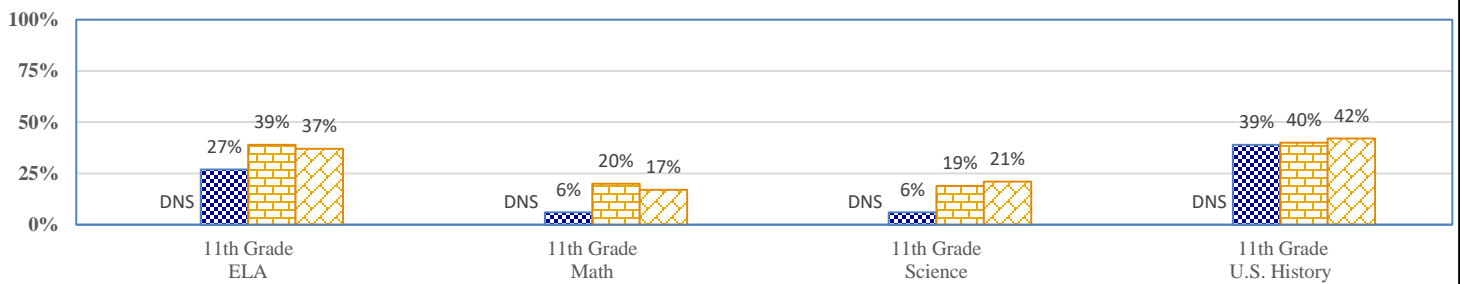 100%
75%
50%
25%
0%
DNS 27% 39% 37%
DNS 6% 20% 17%
DNS 6% 19% 21%
DNS 39% 40% 42%
11th Grade
ELA
11th Grade
Math
11th Grade
Science
11th Grade
U.S. History